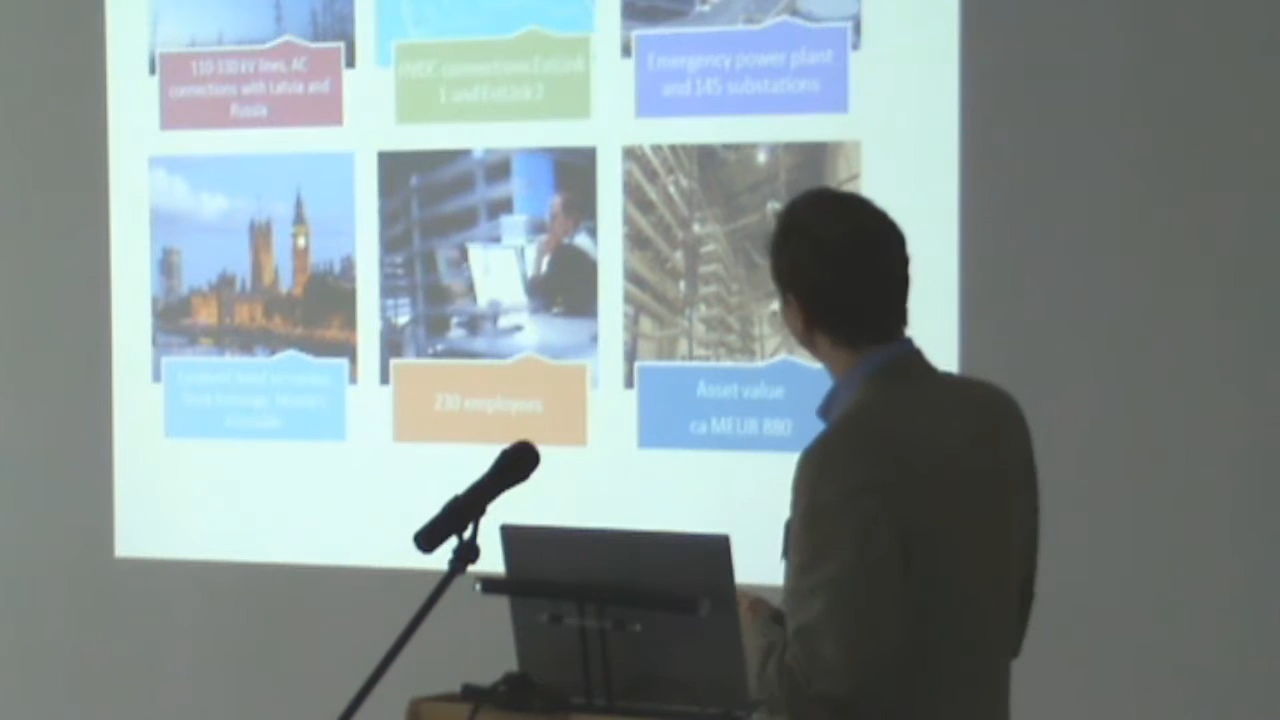 110-330 kV lines, AC
connections with Latvia and
Russia
HVDC connections EstLink
1 and EstLink 2
Emergency power plant
and 145 substations
230 employees
Asset value
ca MEUR 880